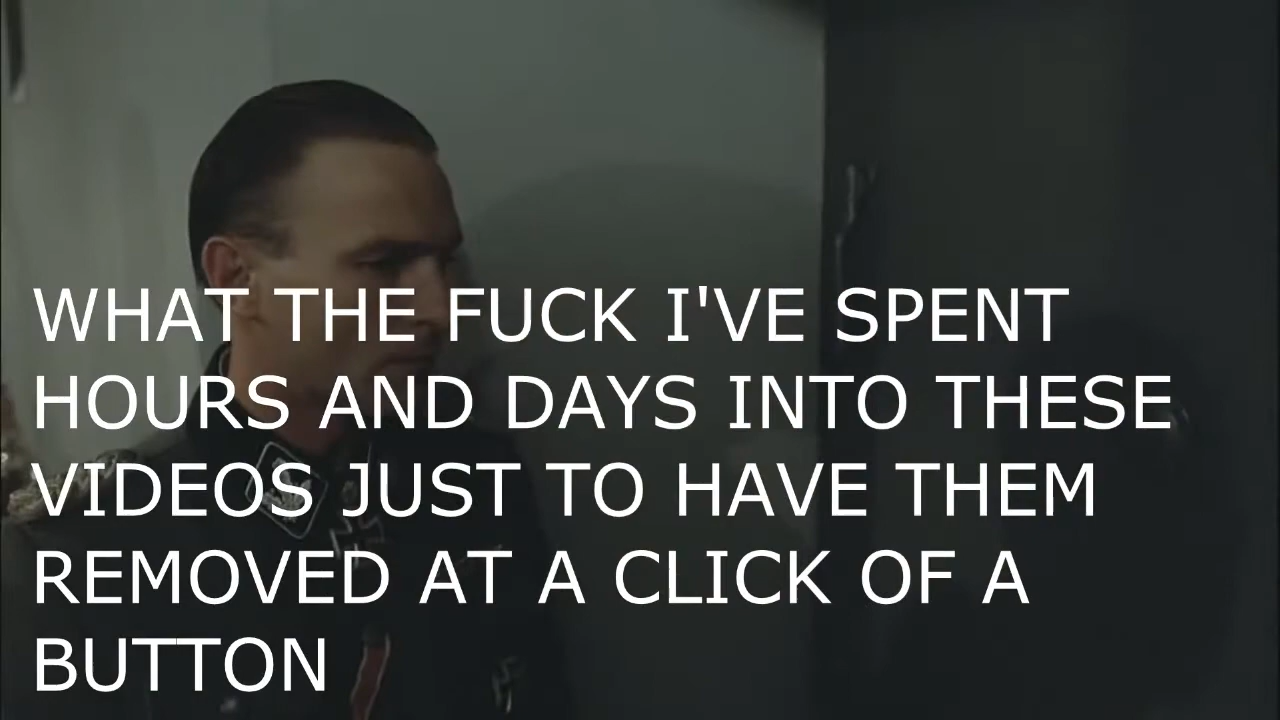 WHAT THE FUCK I'VE SPENT
HOURS AND DAYS INTO THESE
VIDEOS JUST TO HAVE THEM
REMOVED AT A CLICK OF A
BUTTON